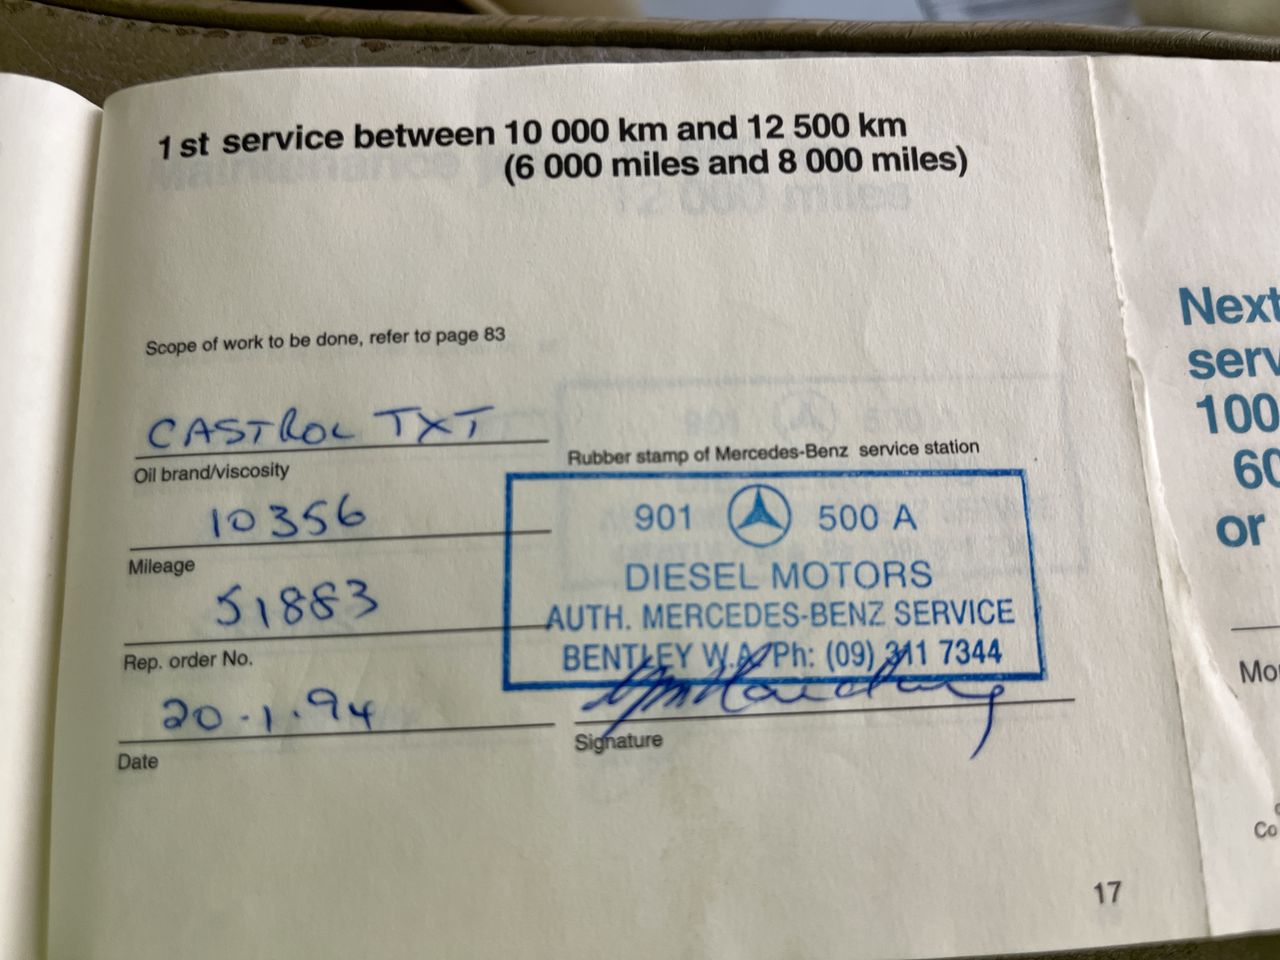 1st service between 10 000 km and 12 500 km
(6 000 miles and 8 000 miles)
Scope of work to be done, refer to page 83
CASTROL TXT
Oil brand/viscosity
10356
Mileage
51883
Rep. order No.
20.1.94
Date
Rubber stamp of Mercedes-Benz service station
901 500 A
DIESEL MOTORS
AUTH. MERCEDES-BENZ SERVICE
BENTLEY W.A. Ph: (09) 311 7344
Signature
17
Next
serv
100
60
or
Mo
Co